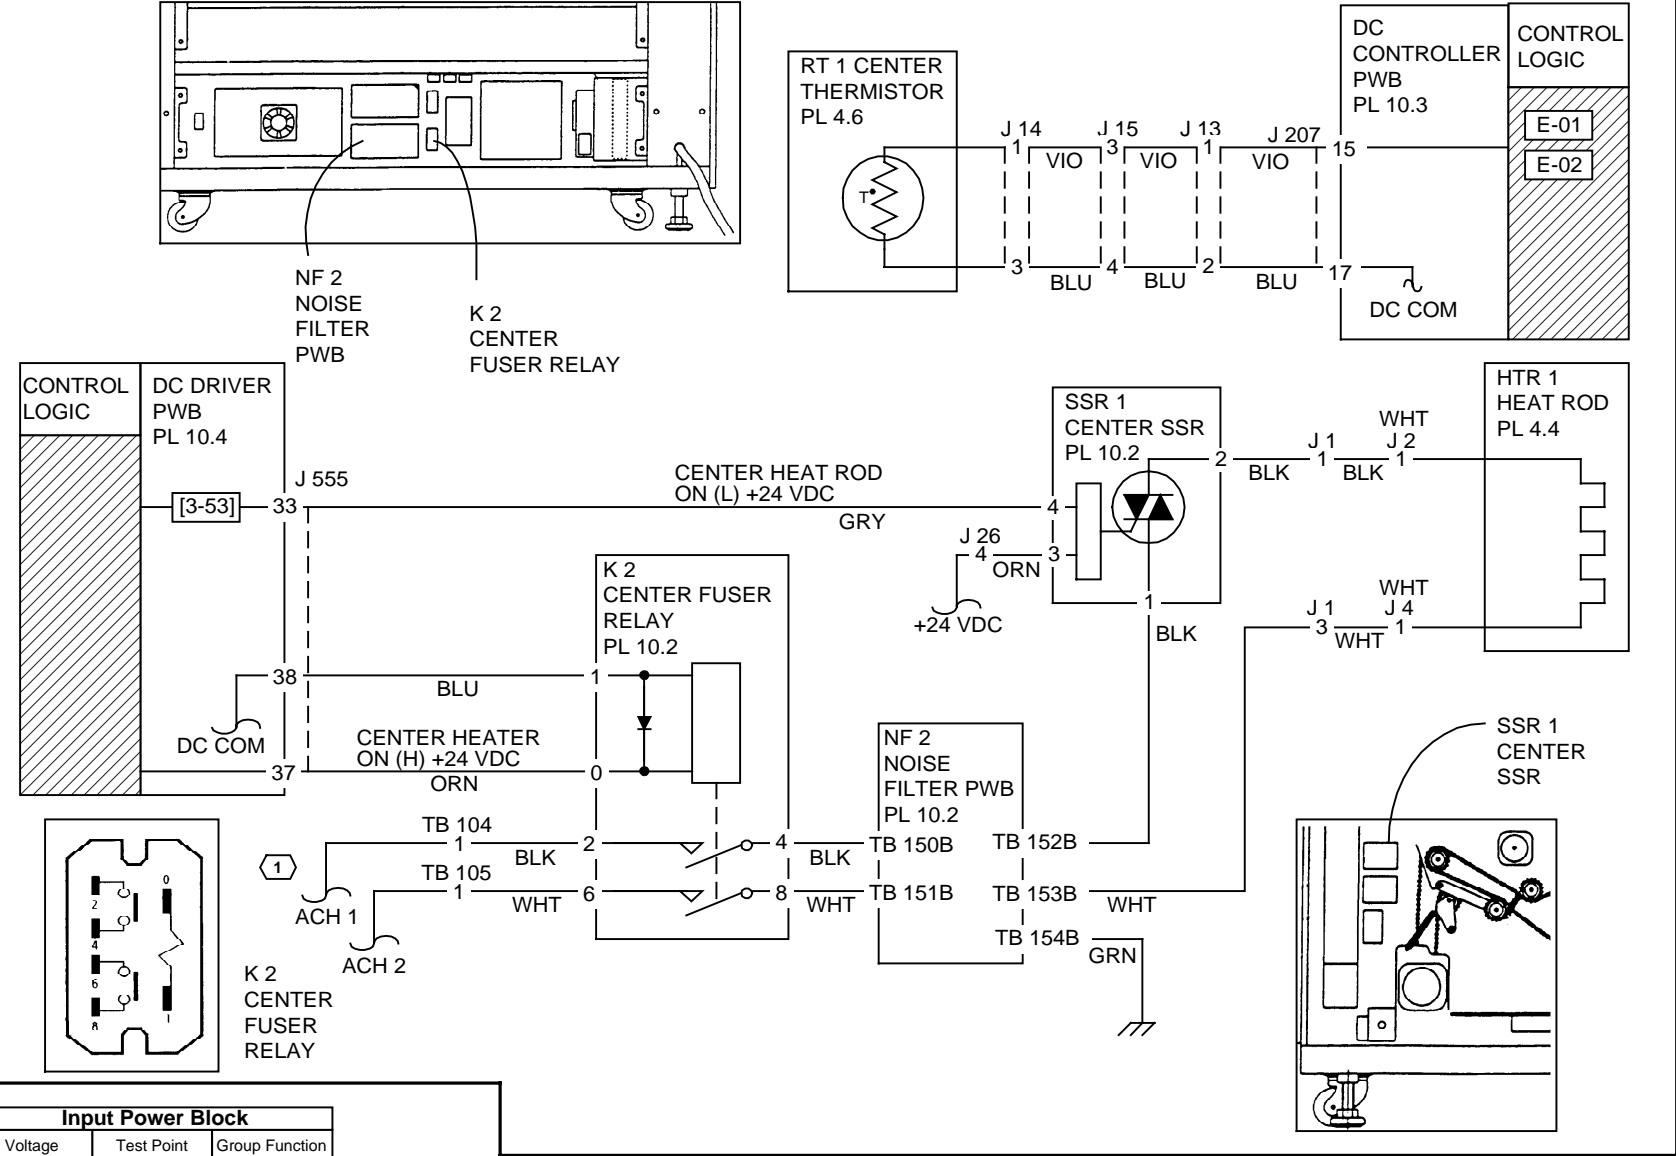 NF 2
NOISE
FILTER
PWB
K 2
CENTER
FUSER RELAY
RT 1 CENTER
THERMISTOR
PL 4.6
T
J 14
J 15
J 13
J 207
1
3
1
15
VIO
VIO
VIO
3
4
2
17
BLU
BLU
BLU
DC
CONTROLLER
PWB
PL 10.3
DC COM
CONTROL
LOGIC
E-01
E-02
CONTROL
LOGIC
DC DRIVER
PWB
PL 10.4
J 555
[3-53]
33
CENTER HEAT ROD
ON (L) +24 VDC
GRY
38
BLU
DC COM
37
CENTER HEATER
ON (H) +24 VDC
ORN
K 2
CENTER FUSER
RELAY
PL 10.2
1
0
2
4
6
8
TB 104
1
BLK
TB 105
1
WHT
1
ACH 1
ACH 2
BLK
WHT
NF 2
NOISE
FILTER PWB
PL 10.2
TB 150B
TB 152B
TB 151B
TB 153B
WHT
TB 154B
GRN
SSR 1
CENTER SSR
PL 10.2
4
3
2
1
J 26
4
ORN
+24 VDC
BLK
BLK
J 1
1
BLK
WHT
J 2
1
J 1
3
WHT
WHT
J 4
1
HTR 1
HEAT ROD
PL 4.4
SSR 1
CENTER
SSR
0
2
4
6
8
1
K 2
CENTER
FUSER
RELAY
Input Power Block
Voltage
Test Point
Group Function